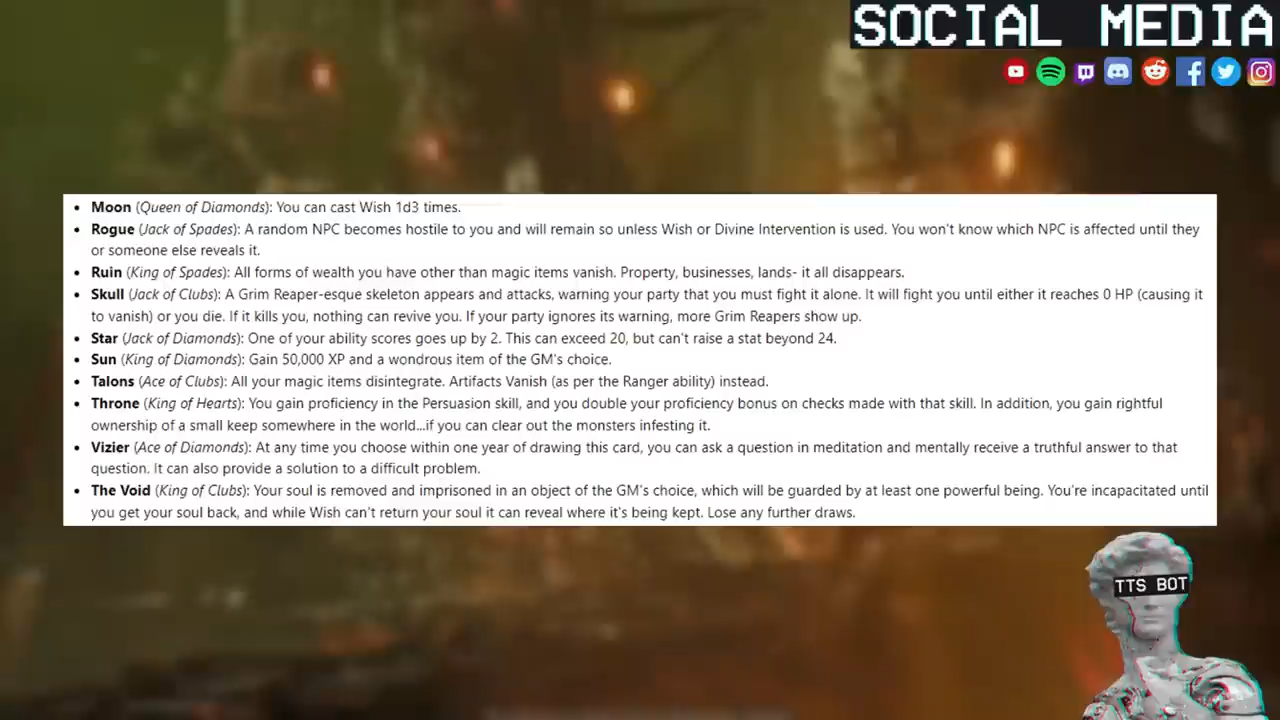 SOCIAL MEDIA
Moon (Queen of Diamonds): You can cast Wish 1d3 times.
Rogue (Jack of Spades): A random NPC becomes hostile to you and will remain so unless Wish or Divine Intervention is used. You won't know which NPC is affected until they
or someone else reveals it.
Ruin (King of Spades): All forms of wealth you have other than magic items vanish. Property, businesses, lands- it all disappears.
Skull (Jack of Clubs): A Grim Reaper-esque skeleton appears and attacks, warning your party that you must fight it alone. It will fight you until either it reaches 0 HP (causing it
to vanish) or you die. If it kills you, nothing can revive you. If your party ignores its warning, more Grim Reapers show up.
Star (Jack of Diamonds): One of your ability scores goes up by 2. This can exceed 20, but can't raise a stat beyond 24.
Sun (King of Diamonds): Gain 50,000 XP and a wondrous item of the GM's choice.
Talons (Ace of Clubs): All your magic items disintegrate. Artifacts Vanish (as per the Ranger ability) instead.
Throne (King of Hearts): You gain proficiency in the Persuasion skill, and you double your proficiency bonus on checks made with that skill. In addition, you gain rightful
ownership of a small keep somewhere in the world...if you can clear out the monsters infesting it.
Vizier (Ace of Diamonds): At any time you choose within one year of drawing this card, you can ask a question in meditation and mentally receive a truthful answer to that
question. It can also provide a solution to a difficult problem.
The Void (King of Clubs): Your soul is removed and imprisoned in an object of the GM's choice, which will be guarded by at least one powerful being. You're incapacitated until
you get your soul back, and while Wish can't return your soul it can reveal where it's being kept. Lose any further draws.
TTS BOT